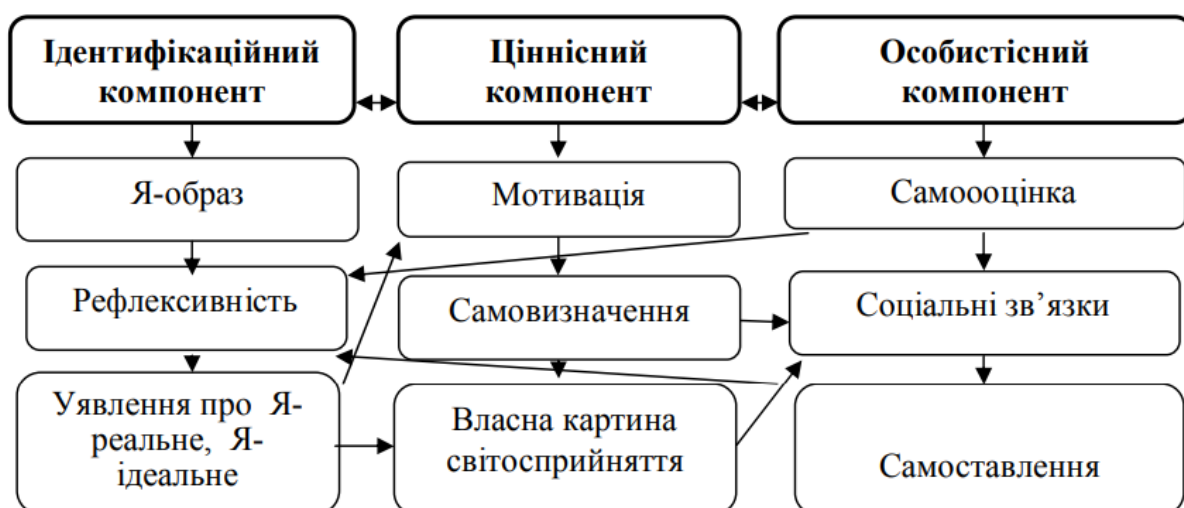 Ідентифікаційний
компонент
Ціннісний
компонент
Особистісний
компонент
Я-образ
Мотивація
Самоооцінка
Рефлексивність
Самовизначення
Соціальні зв’язки
Уявлення про Я-
реальне, Я-
ідеальне
Власна картина
світосприйняття
Самоставлення